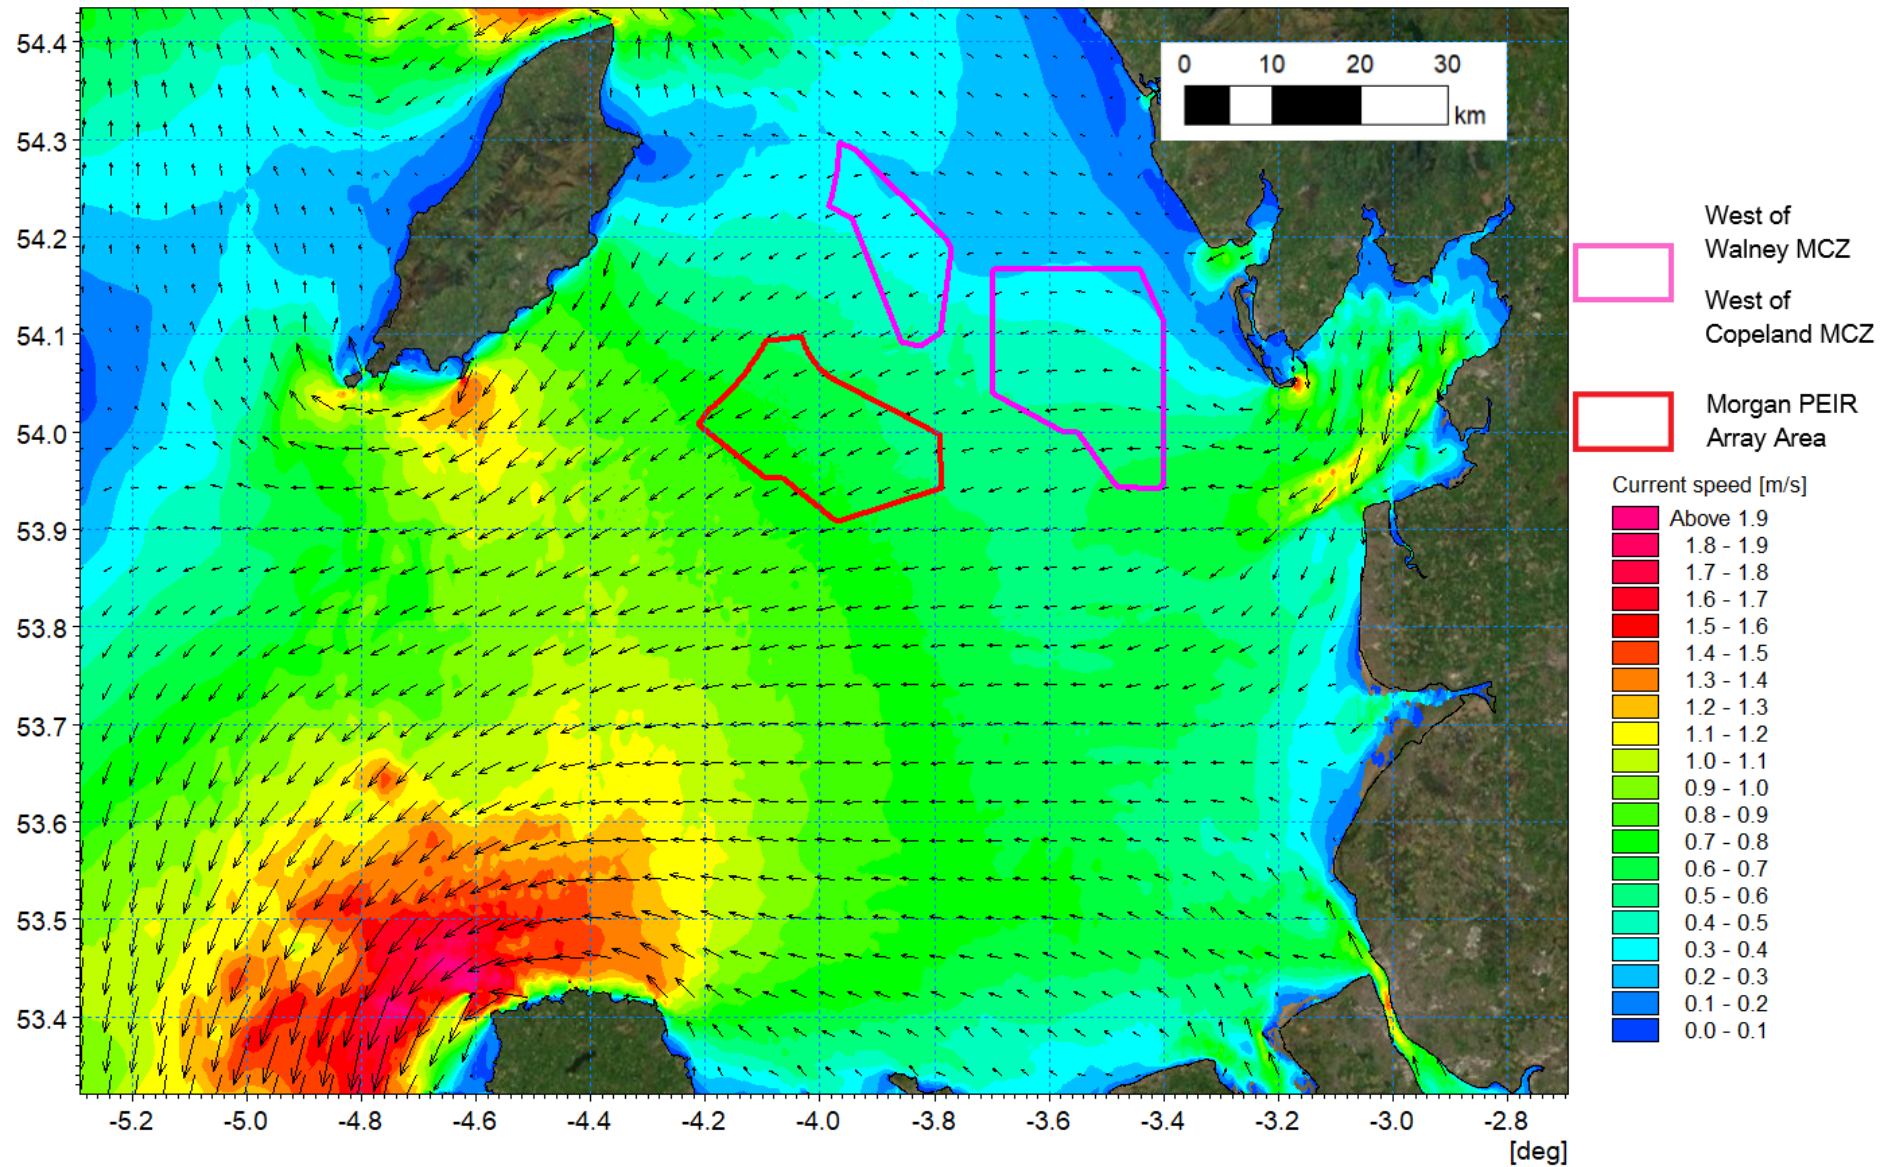 54.4
54.3
54.2
54.1
54.0
53.9
53.8
53.7
53.6
53.5
53.4
-5.2 -5.0 -4.8 -4.6 -4.4 -4.2 -4.0 -3.8 -3.6 -3.4 -3.2 -3.0 -2.8
[deg]
0 10 20 30
km
West of
Walney MCZ
West of
Copeland MCZ
Morgan PEIR
Array Area
Current speed [m/s]
Above 1.9
1.8 - 1.9
1.7 - 1.8
1.6 - 1.7
1.5 - 1.6
1.4 - 1.5
1.3 - 1.4
1.2 - 1.3
1.1 - 1.2
1.0 - 1.1
0.9 - 1.0
0.8 - 0.9
0.7 - 0.8
0.6 - 0.7
0.5 - 0.6
0.4 - 0.5
0.3 - 0.4
0.2 - 0.3
0.1 - 0.2
0.0 - 0.1